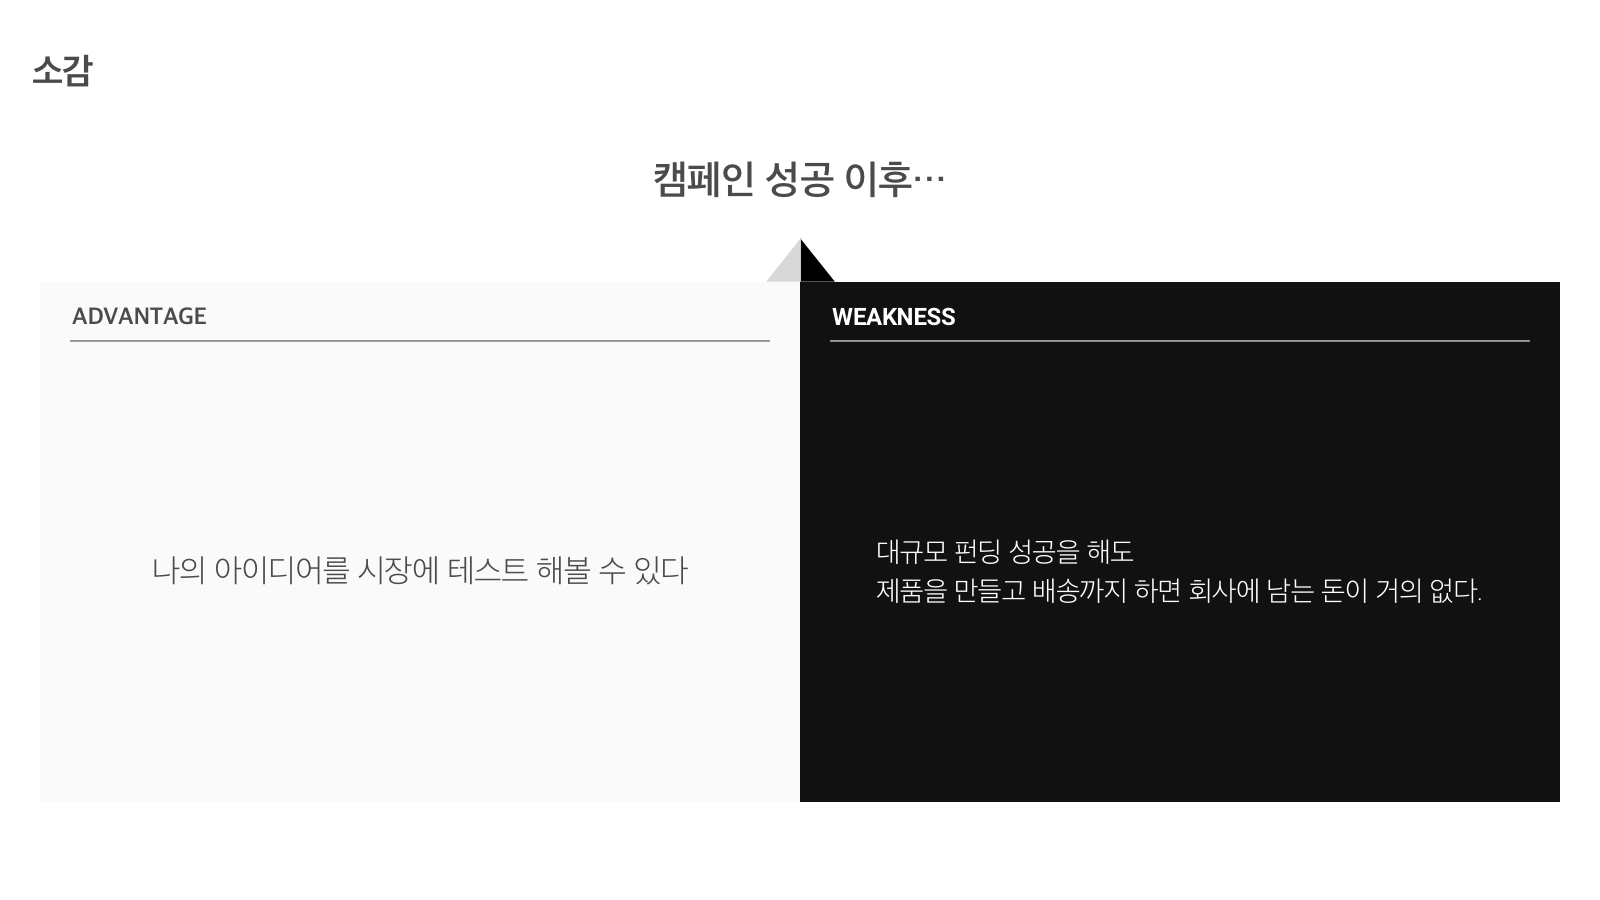 소감
캠페인 성공 이후…
ADVANTAGE
나의 아이디어를 시장에 테스트 해볼 수 있다
WEAKNESS
대규모 펀딩 성공을 해도
제품을 만들고 배송까지 하면 회사에 남는 돈이 거의 없다.